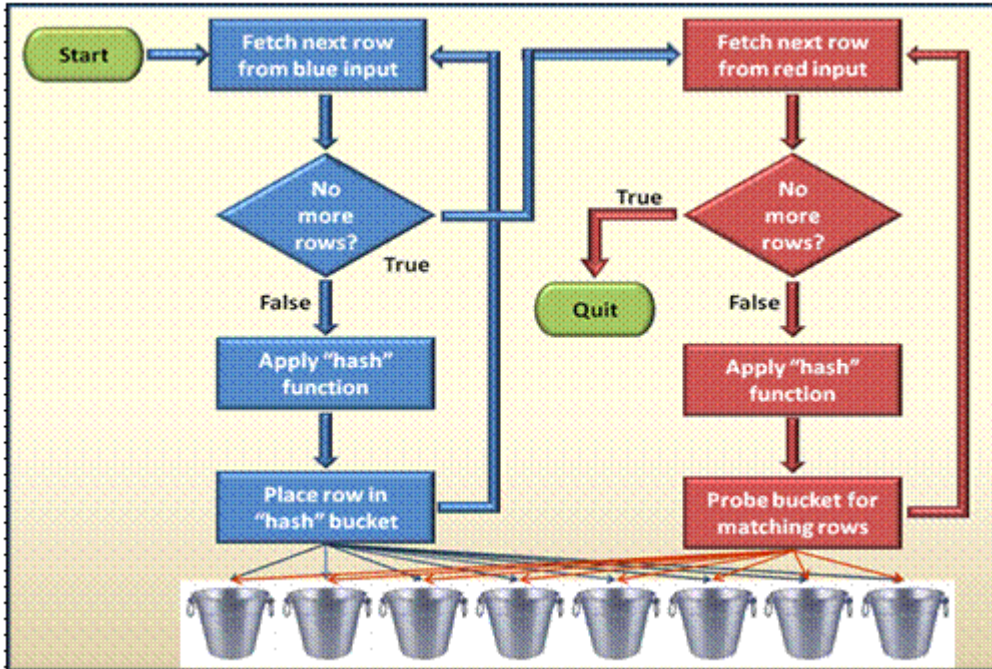 Start
Fetch next row
from blue input
No
more
rows?
True
False
Apply “hash”
function
Place row in
“hash” bucket
Fetch next row
from red input
No
more
rows?
True
Quit
False
Apply “hash”
function
Probe bucket for
matching rows